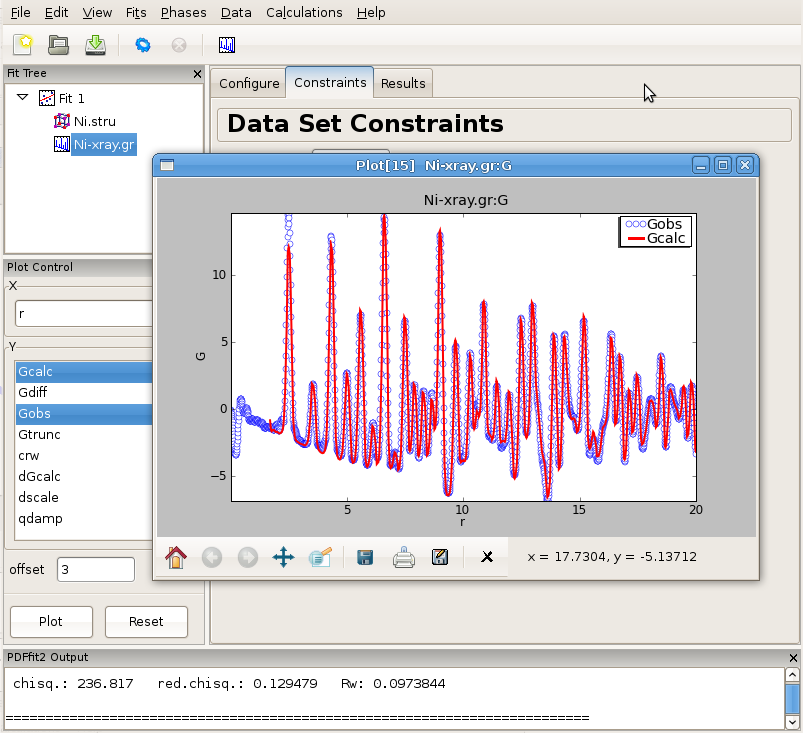 File Edit View Fits Phases Data Calculations Help
Fit Tree
Fit 1
Ni.stru
Ni-xray.gr
Configure Constraints Results
Data Set Constraints
Plot[15] Ni-xray.gr:G
Ni-xray.gr:G
Gobs
Gcalc
10
5
0
−5
G
5 10 15 20
r
x = 17.7304, y = -5.13712
Plot Control
X
r
Y
Gcalc
Gdiff
Gobs
Gtrunc
crw
dGcalc
dscale
qdamp
offset 3
Plot Reset
PDFfit2 Output
chisq.: 236.817 red.chisq.: 0.129479 Rw: 0.0973844
=========================================================================